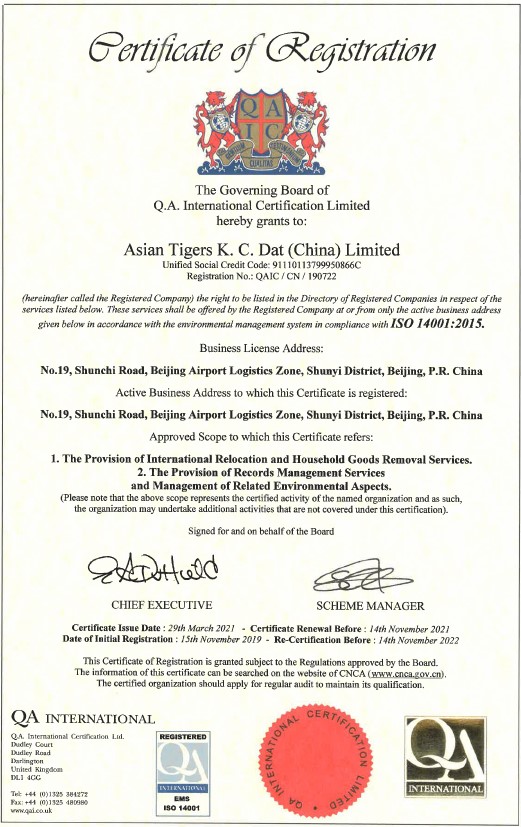 Certificate of Registration
QA
IC
QUALITAS
The Governing Board of
Q.A. International Certification Limited
hereby grants to:
Asian Tigers K. C. Dat (China) Limited
Unified Social Credit Code: 91110113799950866C
Registration No.: QAIC / CN / 190722
(hereinafter called the Registered Company) the right to be listed in the Directory of Registered Companies in respect of the
services listed below. These services shall be offered by the Registered Company at or from only the active business address
given below in accordance with the environmental management system in compliance with ISO 14001:2015.
Business License Address:
No.19, Shunchi Road, Beijing Airport Logistics Zone, Shunyi District, Beijing, P.R. China
Active Business Address to which this Certificate is registered:
No.19, Shunchi Road, Beijing Airport Logistics Zone, Shunyi District, Beijing, P.R. China
Approved Scope to which this Certificate refers:
1. The Provision of International Relocation and Household Goods Removal Services.
2. The Provision of Records Management Services
and Management of Related Environmental Aspects.
(Please note that the above scope represents the certified activity of the named organization and as such,
the organization may undertake additional activities that are not covered under this certification).
Signed for and on behalf of the Board
CHIEF EXECUTIVE
SCHEME MANAGER
Certificate Issue Date : 29th March 2021 - Certificate Renewal Before : 14th November 2021
Date of Initial Registration : 15th November 2019 - Re-Certification Before : 14th November 2022
This Certificate of Registration is granted subject to the Regulations approved by the Board.
The information of this certificate can be searched on the website of CNCA (www.cnca.gov.cn).
The certified organization should apply for regular audit to maintain its qualification.
QA INTERNATIONAL
Q.A. International Certification Ltd.
Dudley Court
Dudley Road
Darlington
United Kingdom
DL1 4GG
Tel: +44 (0)1325 384272
Fax: +44 (0)1325 480980
www.qai.co.uk
REGISTERED
QA
INTERNATIONAL
EMS
ISO 14001
QA INTERNATIONAL CERTIFICATION LIMITED
QA
INTERNATIONAL